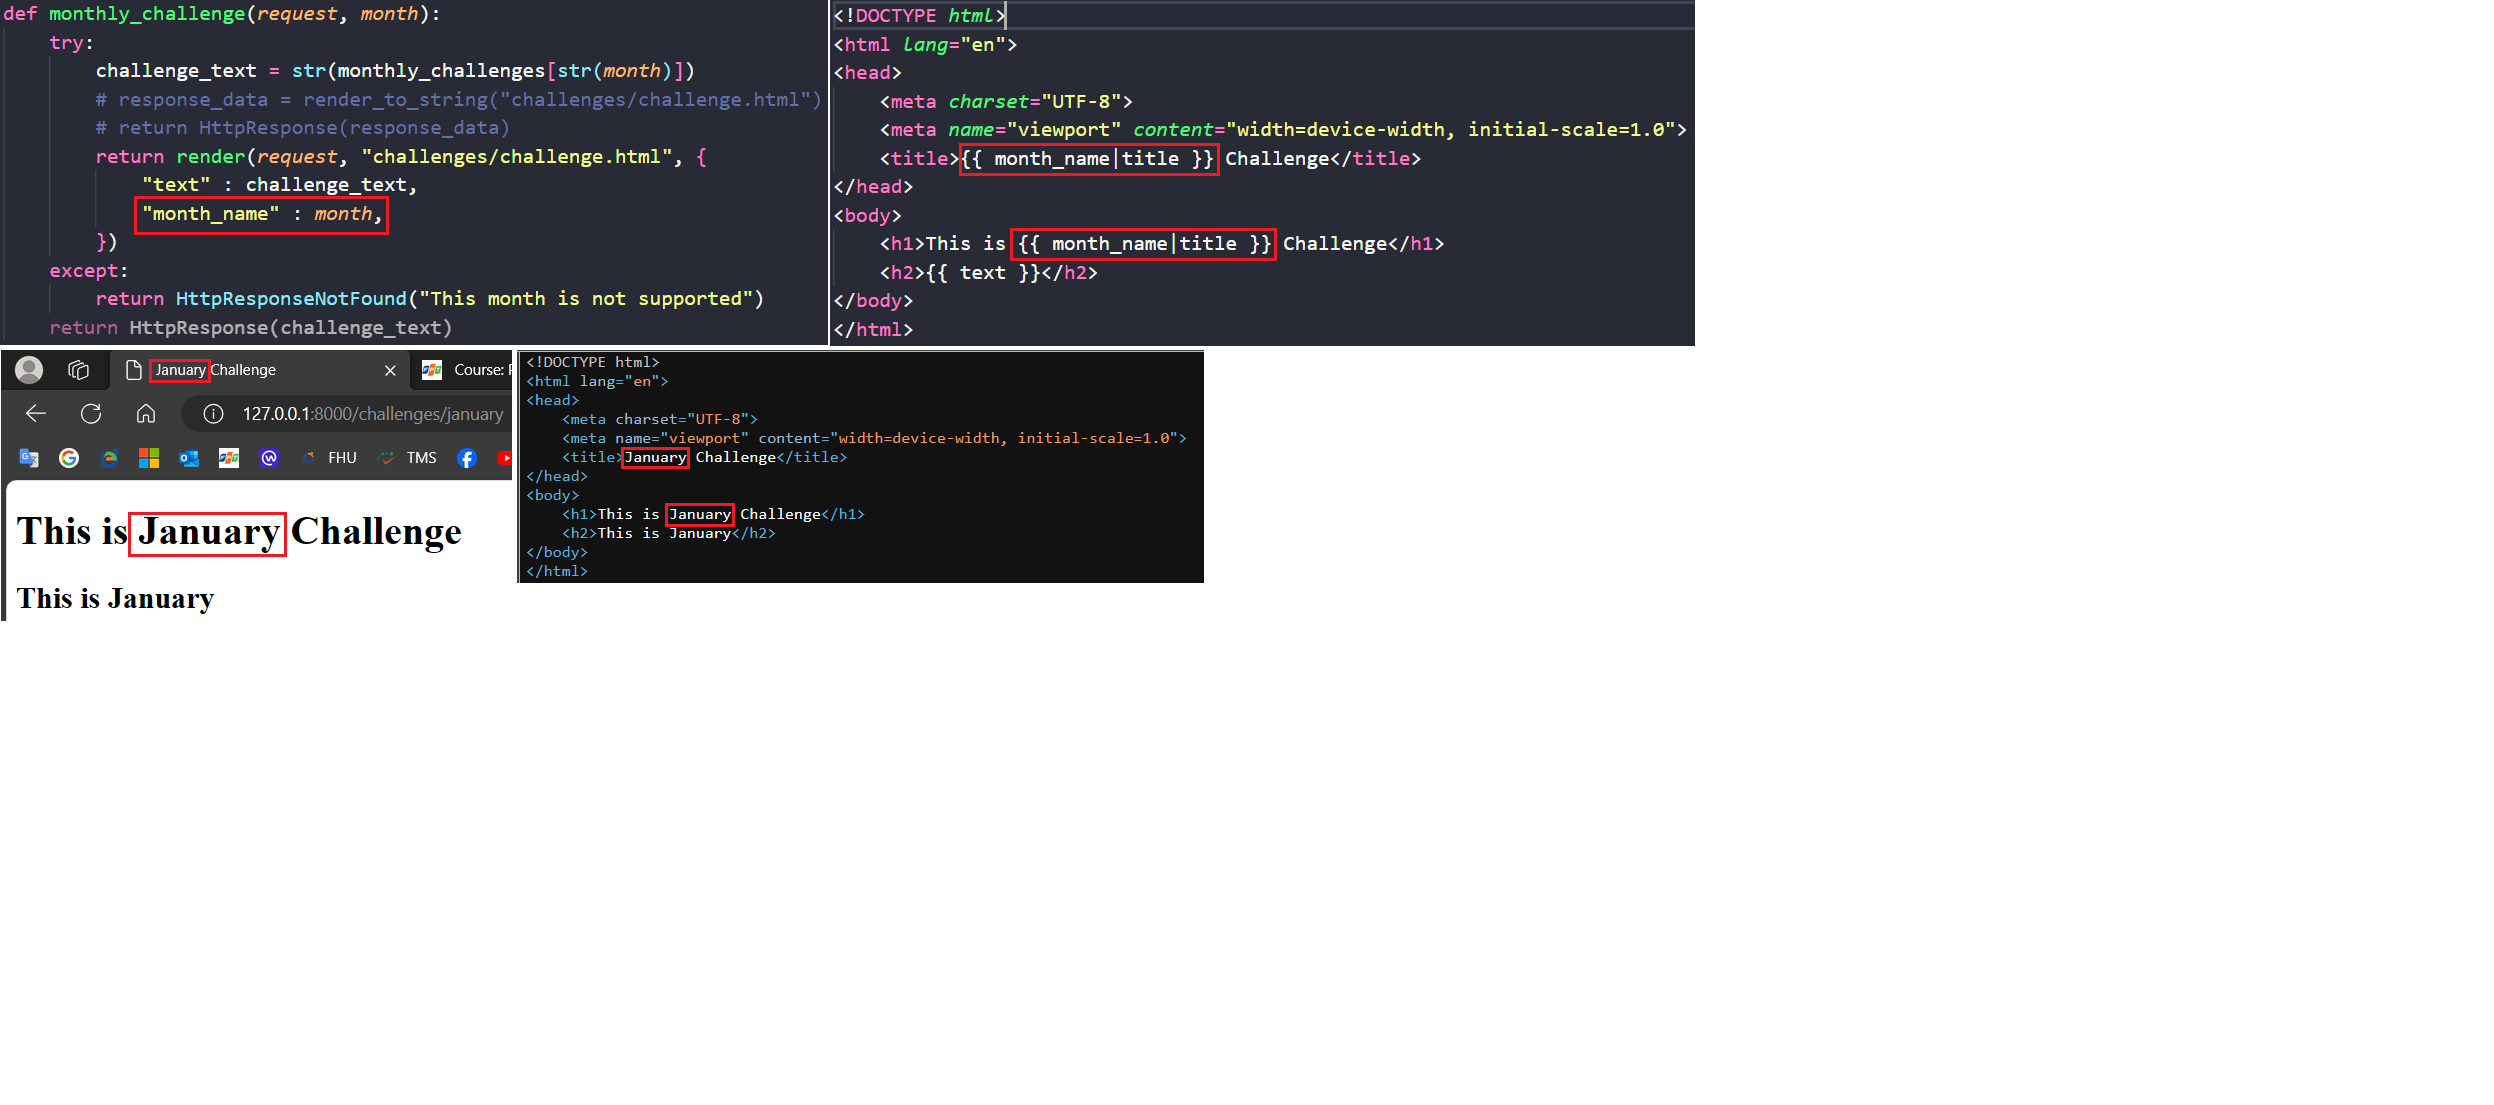 def monthly_challenge(request, month):
    try:
        challenge_text = str(monthly_challenges[str(month)])
        # response_data = render_to_string("challenges/challenge.html")
        # return HttpResponse(response_data)
        return render(request, "challenges/challenge.html", {
            "text" : challenge_text,
            "month_name" : month,
        })
    except:
        return HttpResponseNotFound("This month is not supported")
    return HttpResponse(challenge_text)
<!DOCTYPE html>
<html lang="en">
<head>
    <meta charset="UTF-8">
    <meta name="viewport" content="width=device-width, initial-scale=1.0">
    <title>{{ month_name|title }} Challenge</title>
</head>
<body>
    <h1>This is {{ month_name|title }} Challenge</h1>
    <h2>{{ text }}</h2>
</body>
</html>
January Challenge
Course:
127.0.0.1:8000/challenges/january
FHU TMS
This is January Challenge
This is January
<!DOCTYPE html>
<html lang="en">
<head>
    <meta charset="UTF-8">
    <meta name="viewport" content="width=device-width, initial-scale=1.0">
    <title>January Challenge</title>
</head>
<body>
    <h1>This is January Challenge</h1>
    <h2>This is January</h2>
</body>
</html>